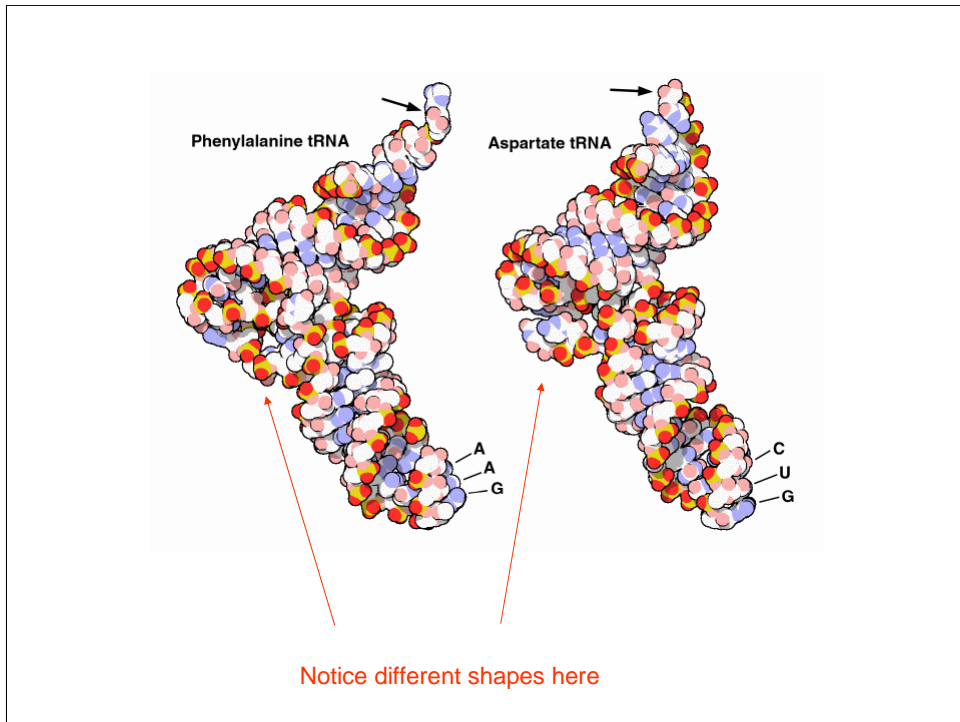 Phenylalanine tRNA
Aspartate tRNA
A
A
G
C
U
G
Notice different shapes here